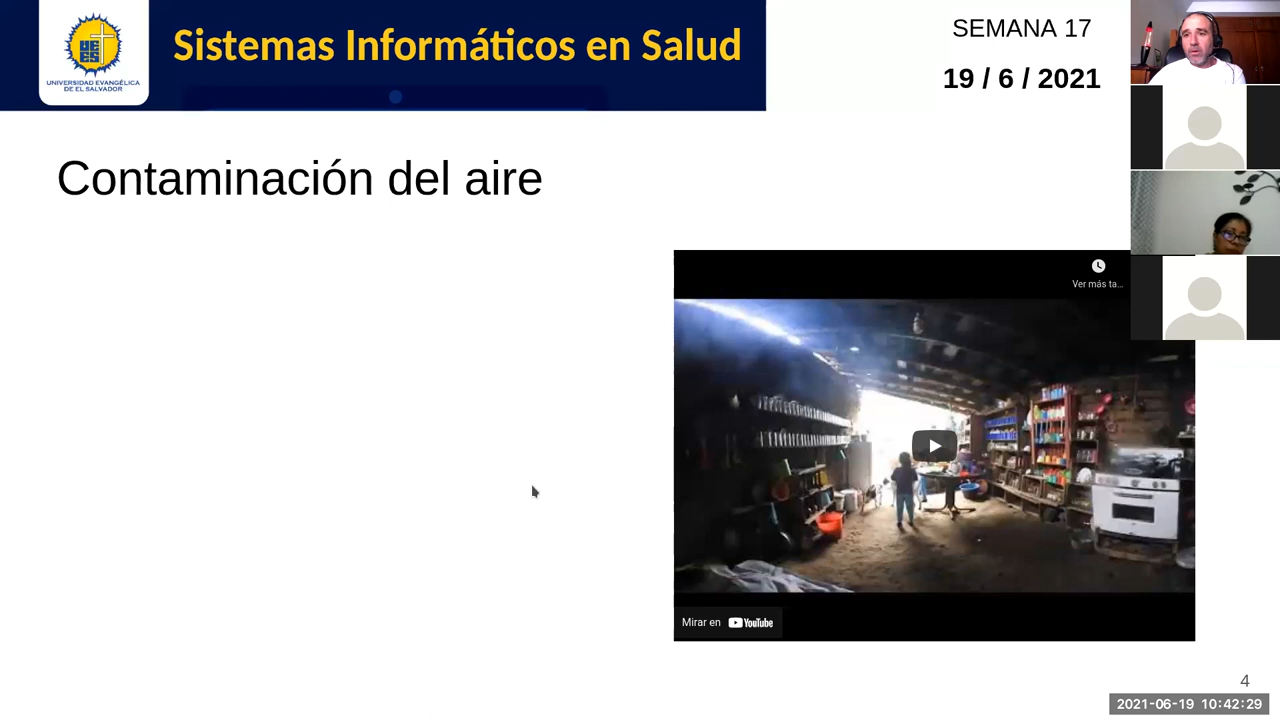 UNIVERSIDAD EVANGÉLICA
DE EL SALVADOR
Sistemas Informáticos en Salud
SEMANA 17
19 / 6 / 2021
Contaminación del aire
Ver más ta...
Mirar en YouTube
4
2021-06-19 10:42:29